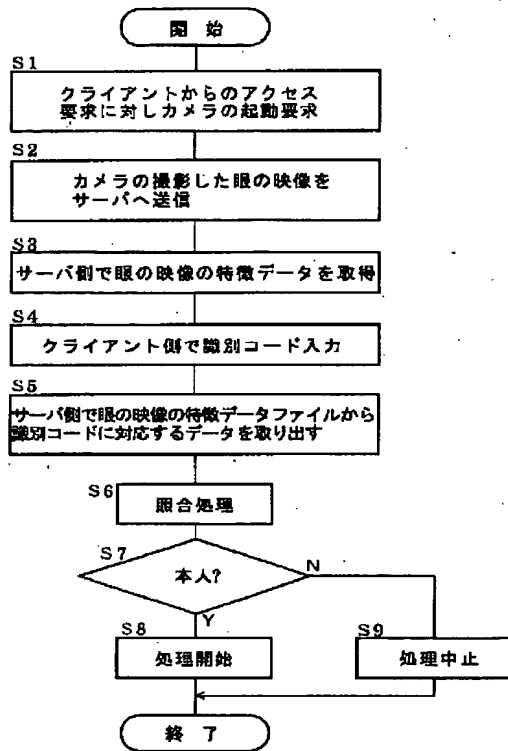 開 始
S1
クライアントからのアクセス
要求に対しカメラの起動要求
S2
カメラの撮影した眼の映像を
サーバへ送信
S3
サーバ側で眼の映像の特徴データを取得
S4
クライアント側で識別コード入力
S5
サーバ側で眼の映像の特徴データファイルから
識別コードに対応するデータを取り出す
S6
照合処理
S7
本人?
N
Y
S8
処理開始
S9
処理中止
終 了